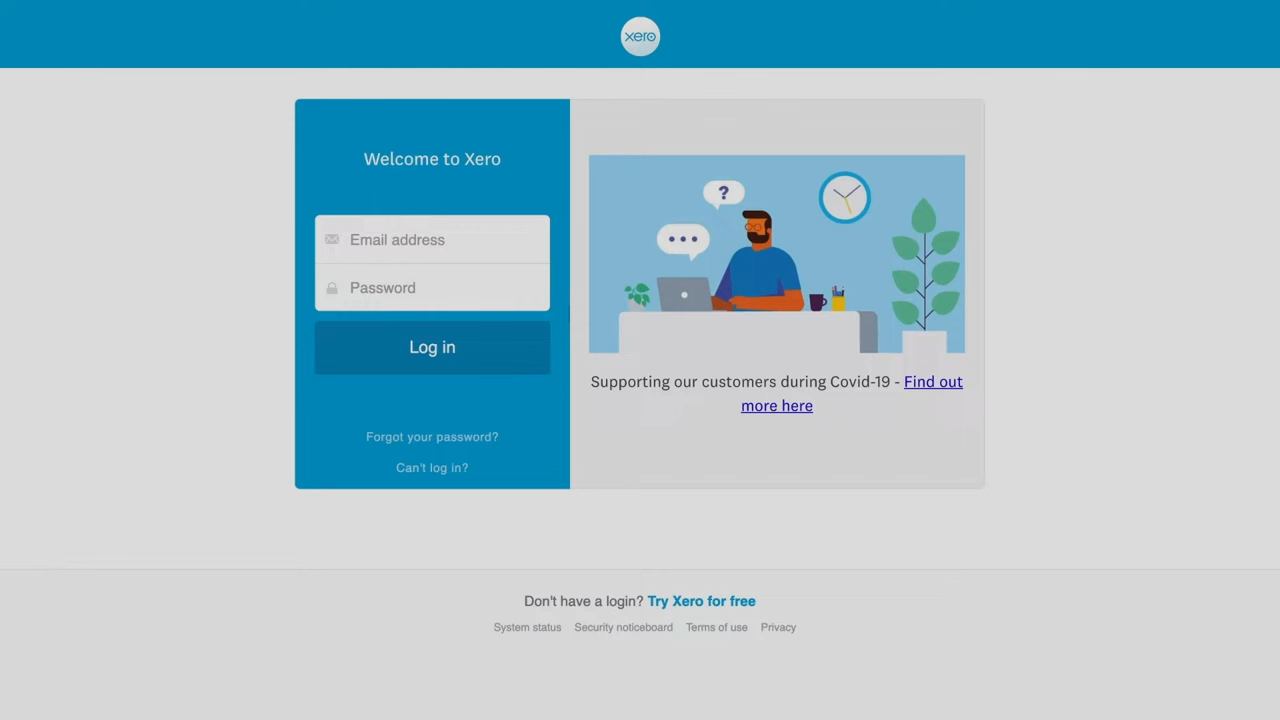 xero
Welcome to Xero
Email address
Password
Log in
Forgot your password?
Can't log in?
?
Supporting our customers during Covid-19 - Find out
more here
Don't have a login? Try Xero for free
System status Security noticeboard Terms of use Privacy